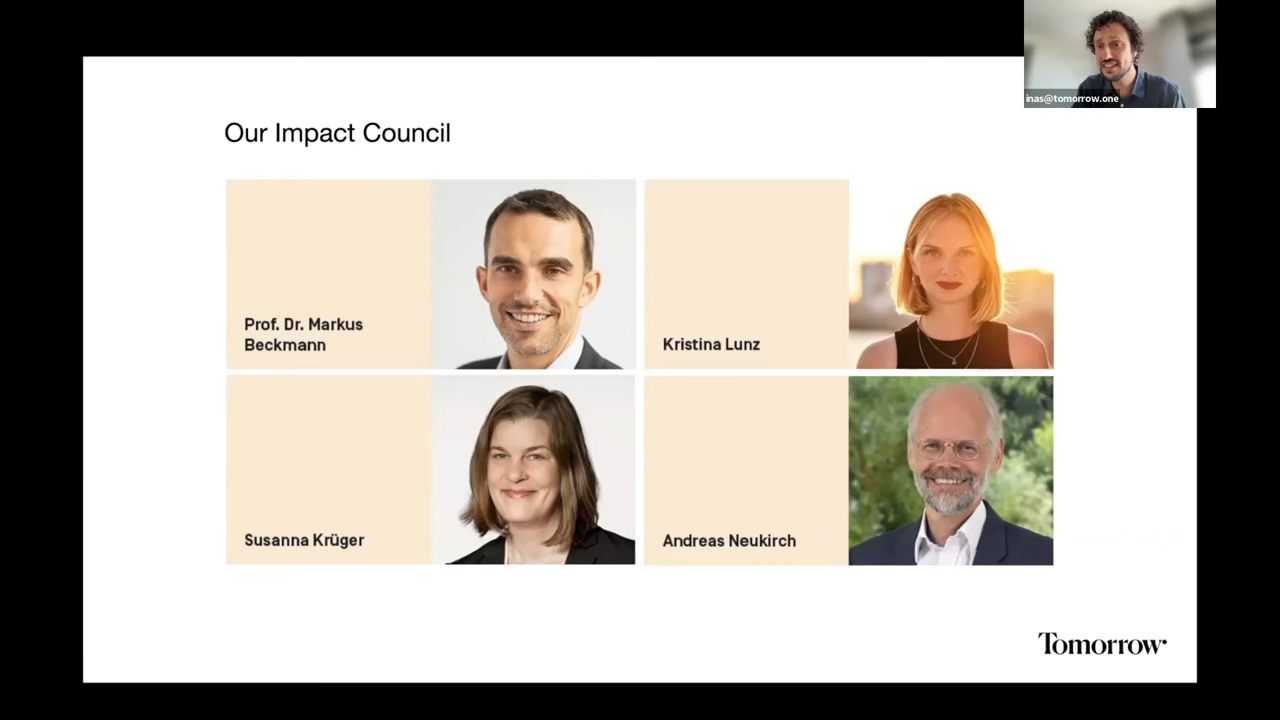 inas@tomorrow.one
Our Impact Council
Prof. Dr. Markus
Beckmann
Kristina Lunz
Susanna Krüger
Andreas Neukirch
Tomorrow